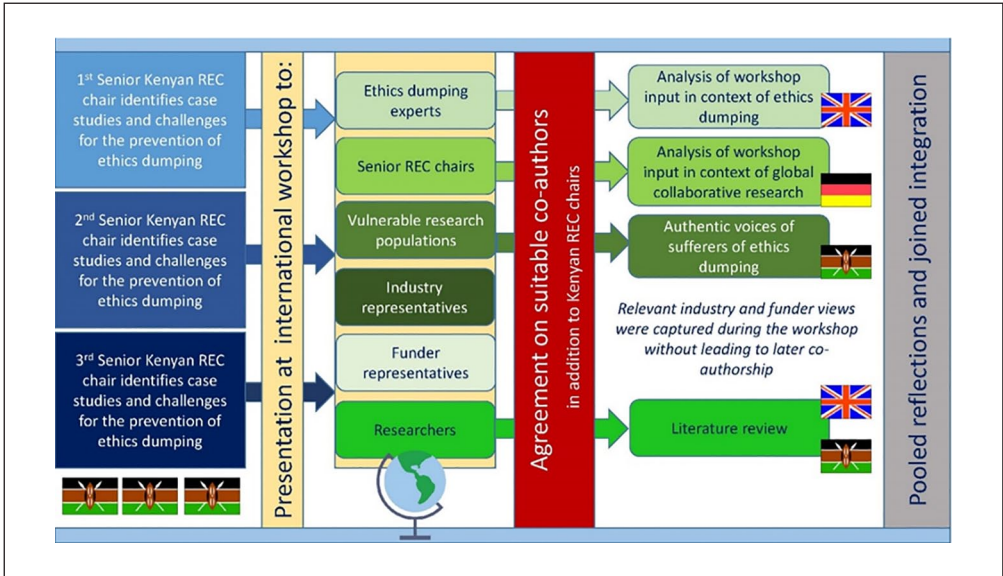 1st Senior Kenyan REC
chair identifies case
studies and challenges
for the prevention of
ethics dumping
2nd Senior Kenyan REC
chair identifies case
studies and challenges
for the prevention of
ethics dumping
3rd Senior Kenyan REC
chair identifies case
studies and challenges
for the prevention of
ethics dumping
Presentation at international workshop to:
Ethics dumping
experts
Senior REC chairs
Vulnerable research
populations
Industry
representatives
Funder
representatives
Researchers
Agreement on suitable co-authors
in addition to Kenyan REC chairs
Analysis of workshop
input in context of ethics
dumping
Analysis of workshop
input in context of global
collaborative research
Authentic voices of
sufferers of ethics
dumping
Relevant industry and funder views
were captured during the workshop
without leading to later co-
authorship
Literature review
Pooled reflections and joined integration